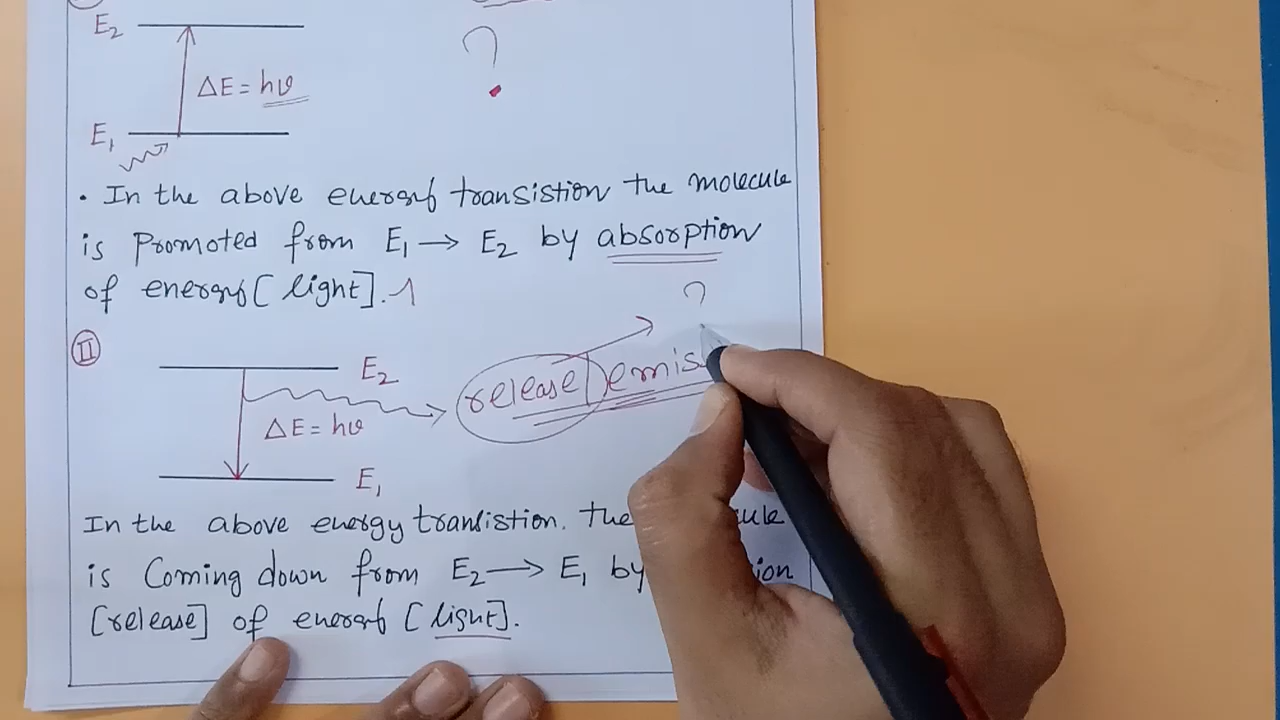 E₂
?
ΔE = hυ
E₁
• In the above energy transistion the molecule
is Promoted from E₁ → E₂ by absorption
of energy [light].
II
E₂
?
release) emis
ΔE = hυ
E₁
In the above energy transistion. the
is Coming down from E₂ → E₁ by
[release] of energy [light].